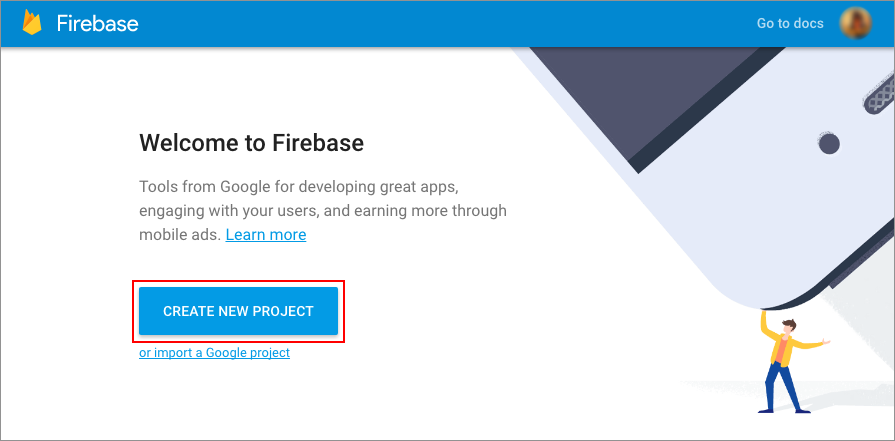 Firebase
Go to docs
Welcome to Firebase
Tools from Google for developing great apps,
engaging with your users, and earning more through
mobile ads. Learn more
CREATE NEW PROJECT
or import a Google project